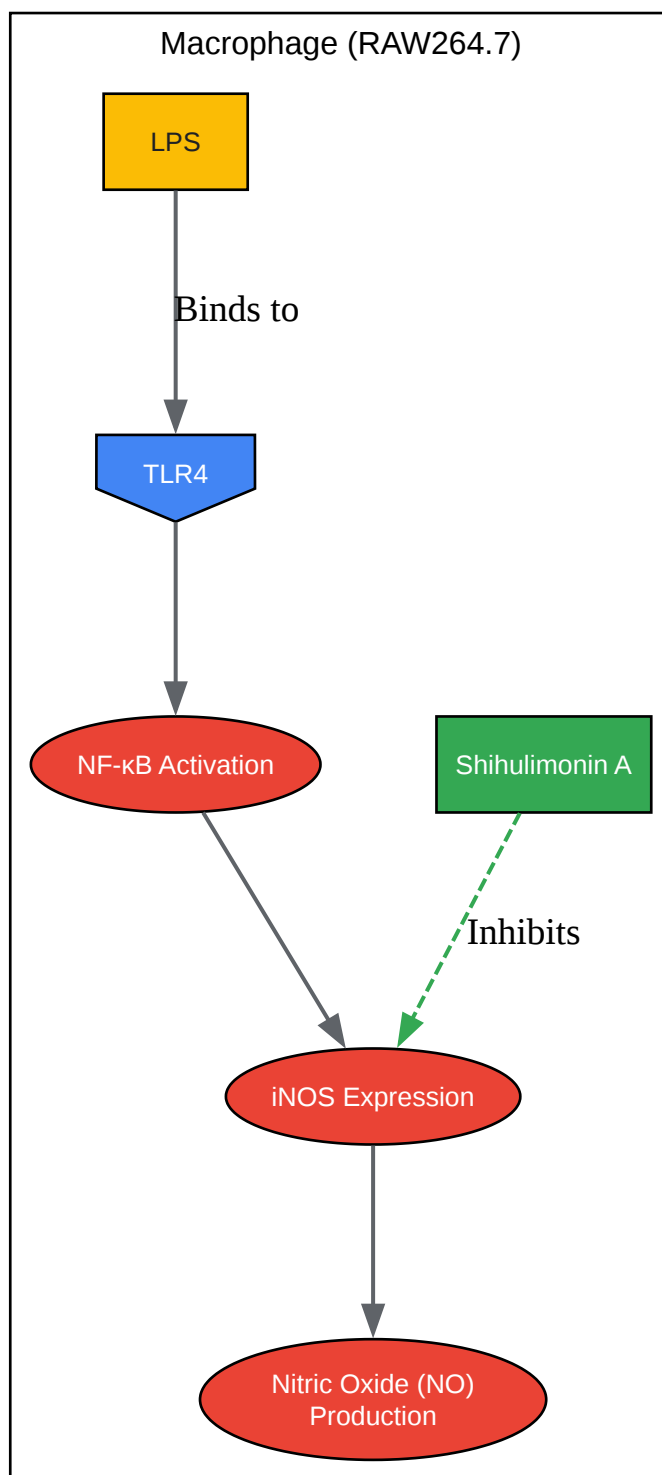 Macrophage (RAW264.7)
LPS
Binds to
TLR4
NF-κB Activation
Shihulimonin A
Inhibits
iNOS Expression
Nitric Oxide (NO)
Production